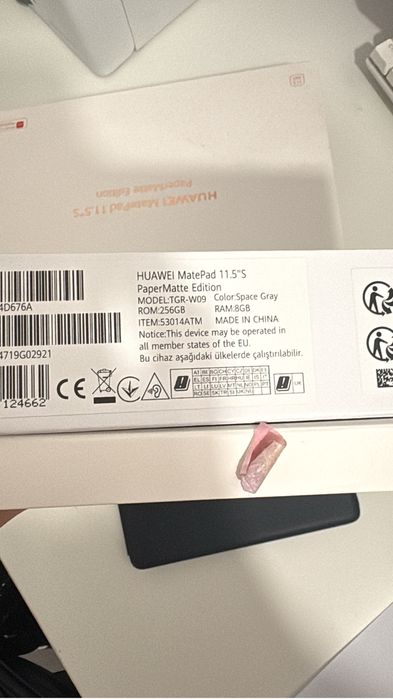 HUAWEI MatePad 11.5"S
PaperMatte Edition
4D676A
4719G02921
124662
HUAWEI MatePad 11.5"S
PaperMatte Edition
MODEL:TGR-W09 Color:Space Gray
ROM:256GB RAM:8GB
ITEM:53014ATM MADE IN CHINA
Notice:This device may be operated in
all member states of the EU.
Bu cihaz aşağıdaki ülkelerde çalıştırılabilir.
CE